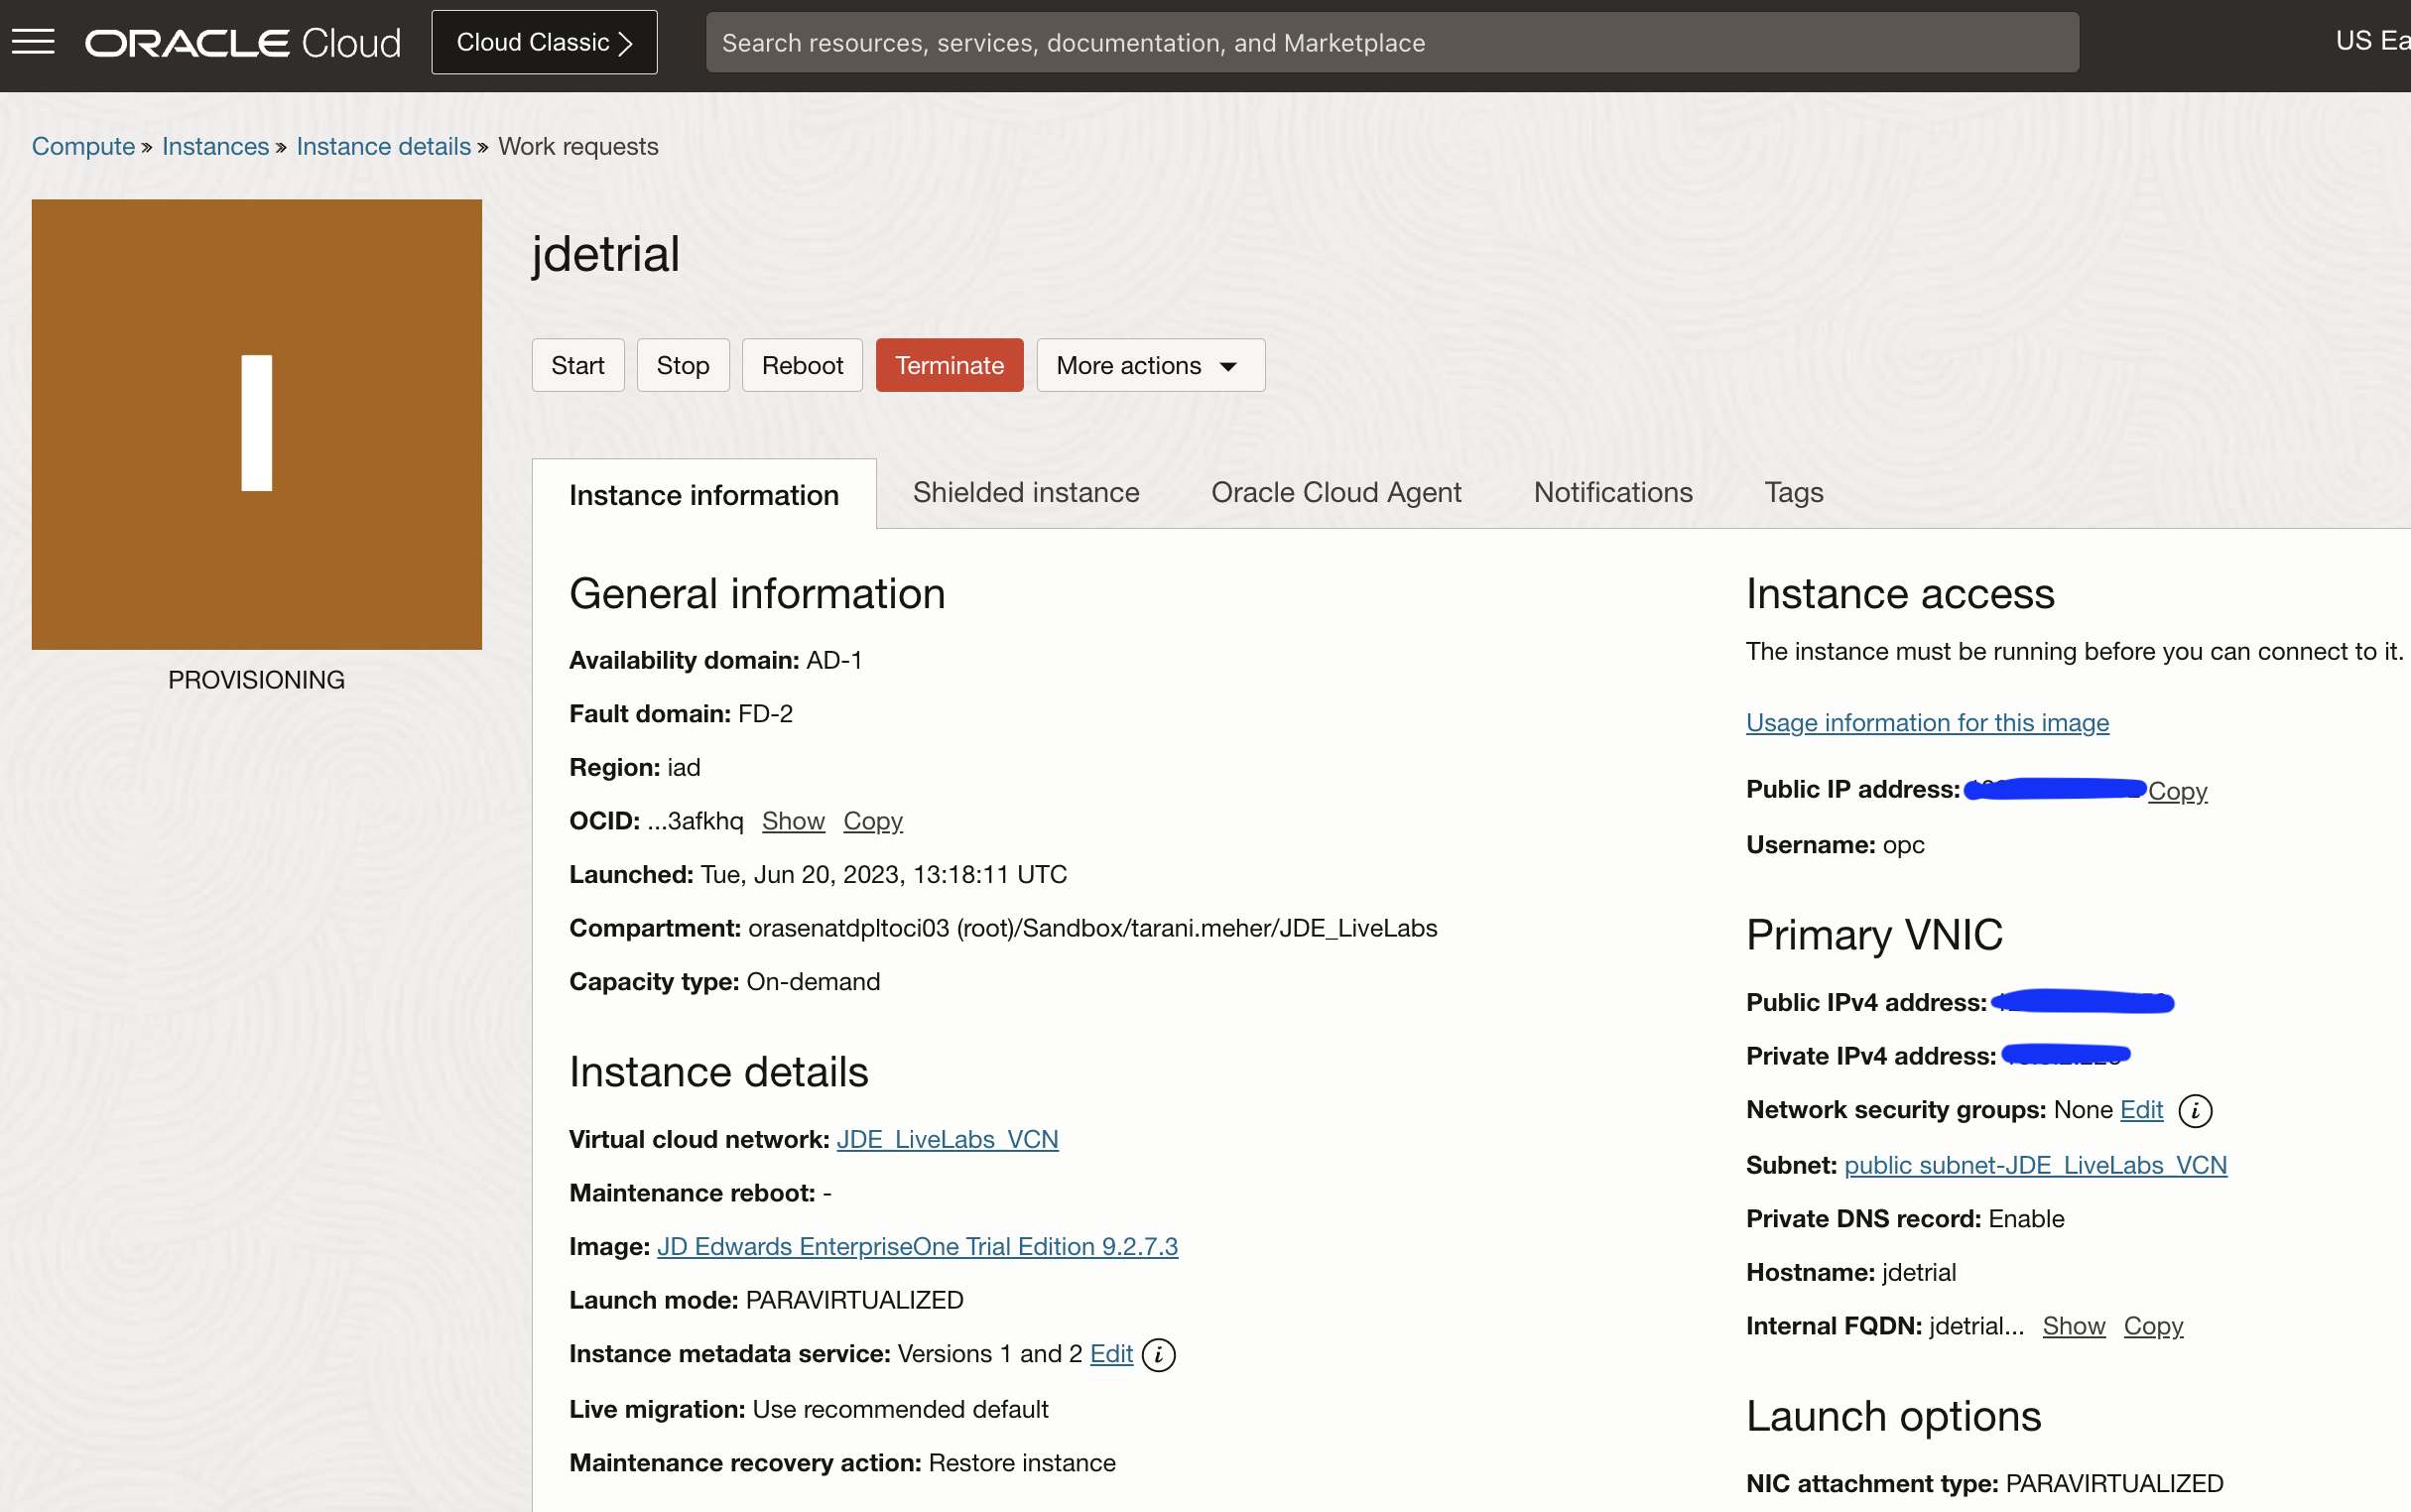 ORACLE Cloud
Cloud Classic
Search resources, services, documentation, and Marketplace
US Ea
Compute » Instances » Instance details » Work requests
I
PROVISIONING
jdetrial
Start Stop Reboot Terminate More actions
Instance information Shielded instance Oracle Cloud Agent Notifications Tags
General information
Availability domain: AD-1
Fault domain: FD-2
Region: iad
OCID: ...3afkhq Show Copy
Launched: Tue, Jun 20, 2023, 13:18:11 UTC
Compartment: orasenatdpltoci03 (root)/Sandbox/tarani.meher/JDE_LiveLabs
Capacity type: On-demand
Instance details
Virtual cloud network: JDE_LiveLabs_VCN
Maintenance reboot: -
Image: JD Edwards EnterpriseOne Trial Edition 9.2.7.3
Launch mode: PARAVIRTUALIZED
Instance metadata service: Versions 1 and 2 Edit i
Live migration: Use recommended default
Maintenance recovery action: Restore instance
Instance access
The instance must be running before you can connect to it.
Usage information for this image
Public IP address: Copy
Username: opc
Primary VNIC
Public IPv4 address:
Private IPv4 address:
Network security groups: None Edit i
Subnet: public subnet-JDE_LiveLabs_VCN
Private DNS record: Enable
Hostname: jdetrial
Internal FQDN: jdetrial... Show Copy
Launch options
NIC attachment type: PARAVIRTUALIZED